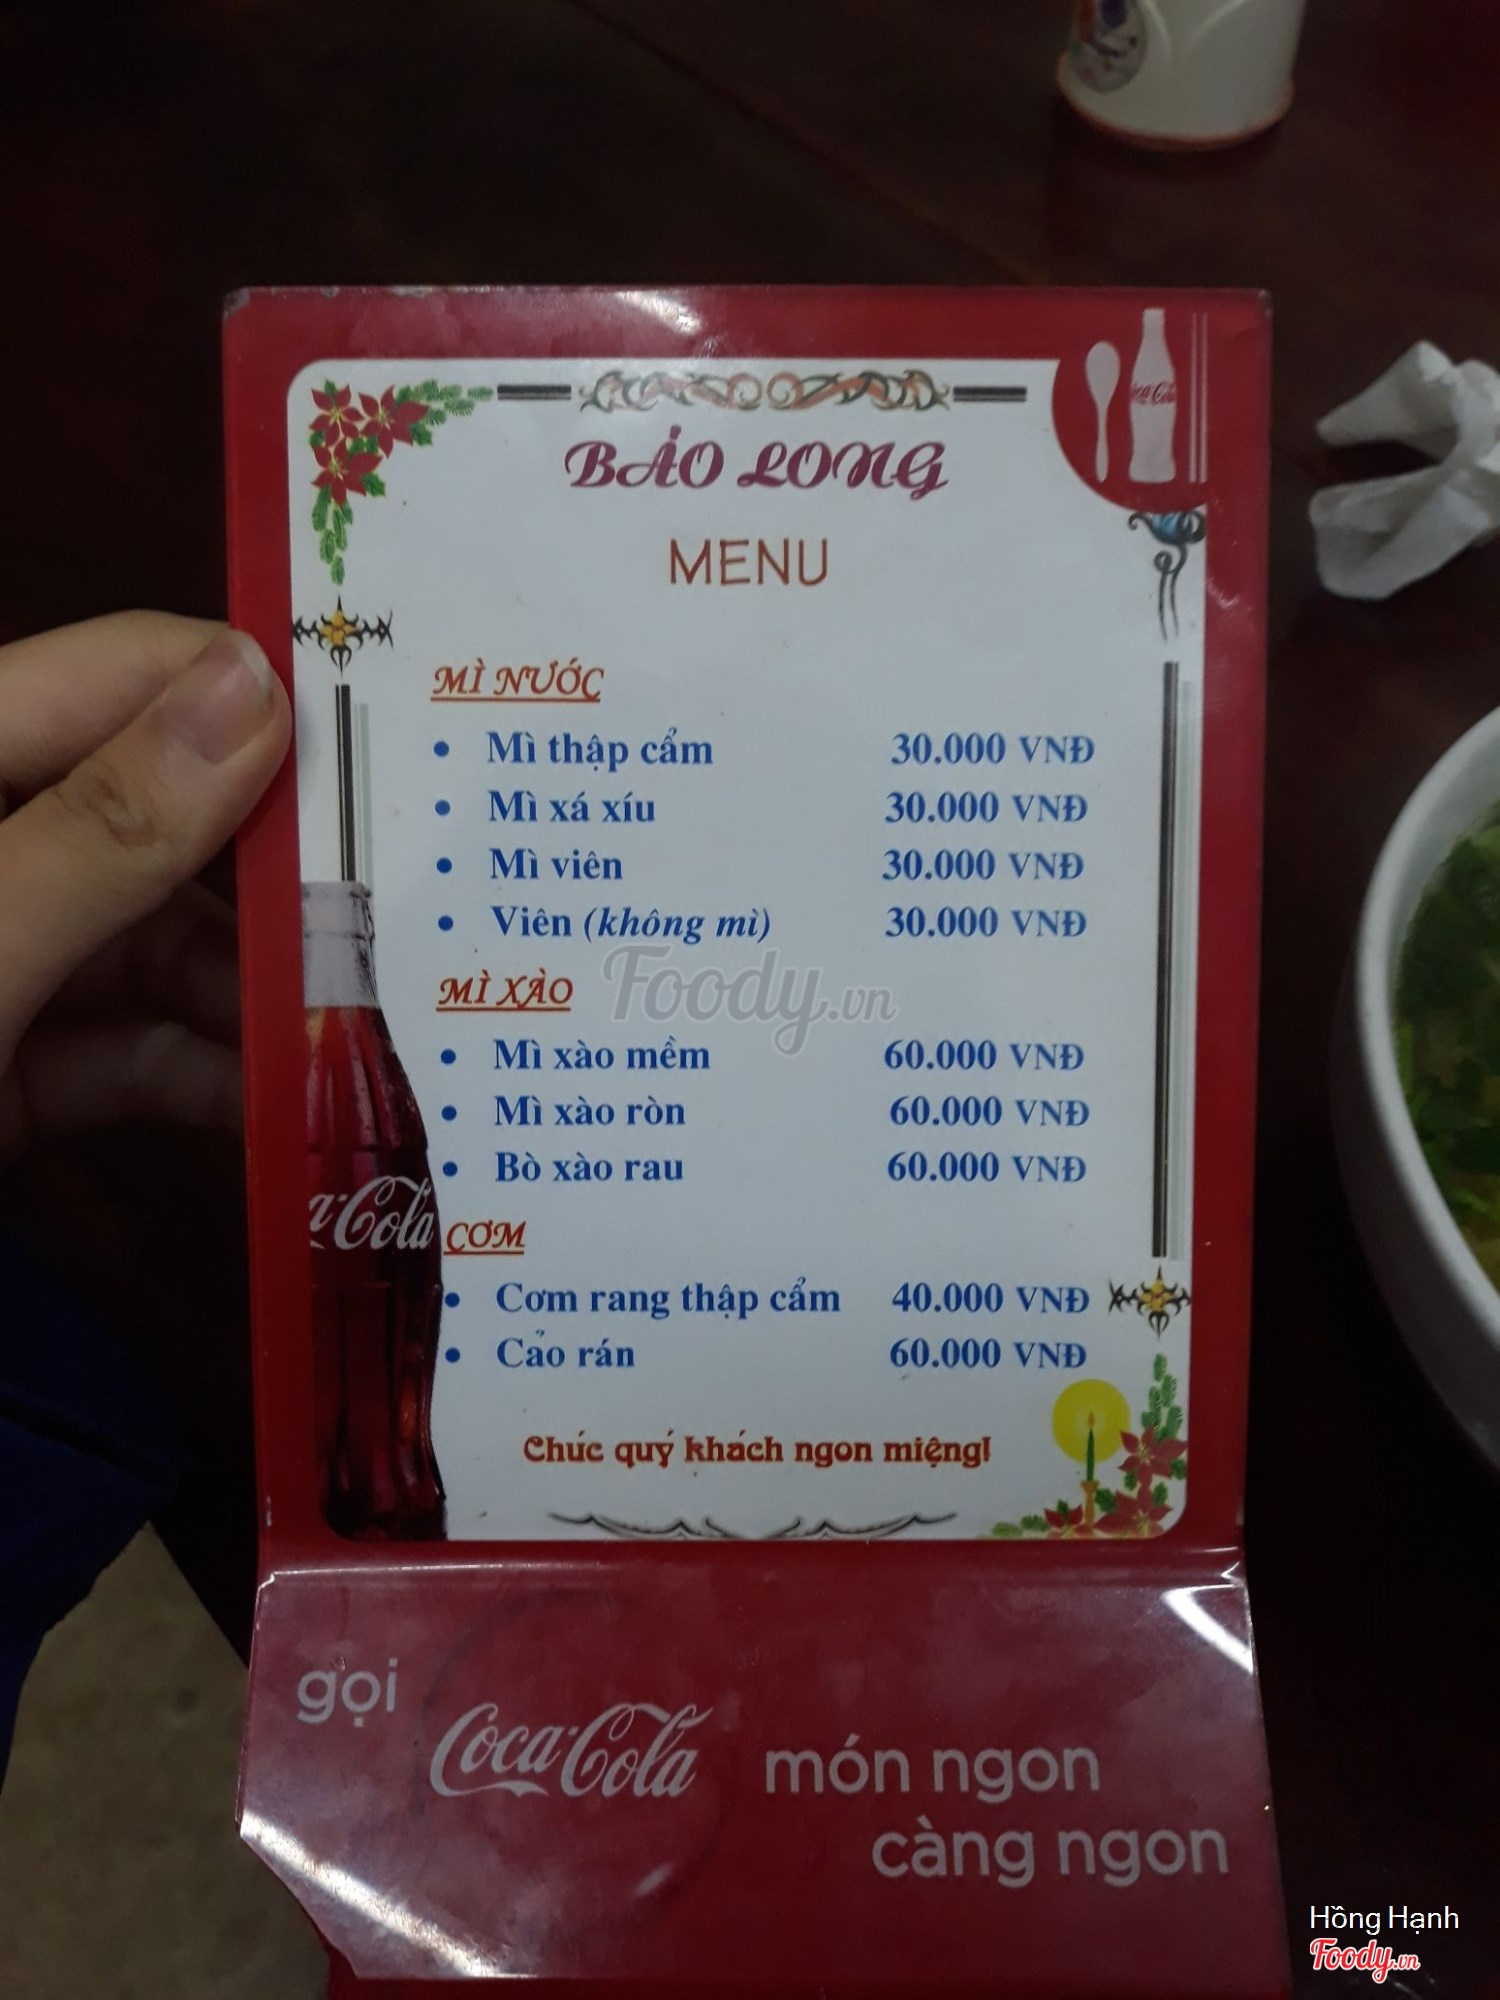 Coca-Cola
BẢO LONG
MENU
MÌ NƯỚC
• Mì thập cẩm 30.000 VNĐ
• Mì xá xíu 30.000 VNĐ
• Mì viên 30.000 VNĐ
• Viên (không mì) 30.000 VNĐ
Foody.vn
MÌ XÀO
• Mì xào mềm 60.000 VNĐ
• Mì xào ròn 60.000 VNĐ
• Bò xào rau 60.000 VNĐ
a-Cola
CƠM
• Cơm rang thập cẩm 40.000 VNĐ
• Cảo rán 60.000 VNĐ
Chúc quý khách ngon miệng!
gọi
Coca-Cola món ngon
càng ngon
Hồng Hạnh
Foody.vn